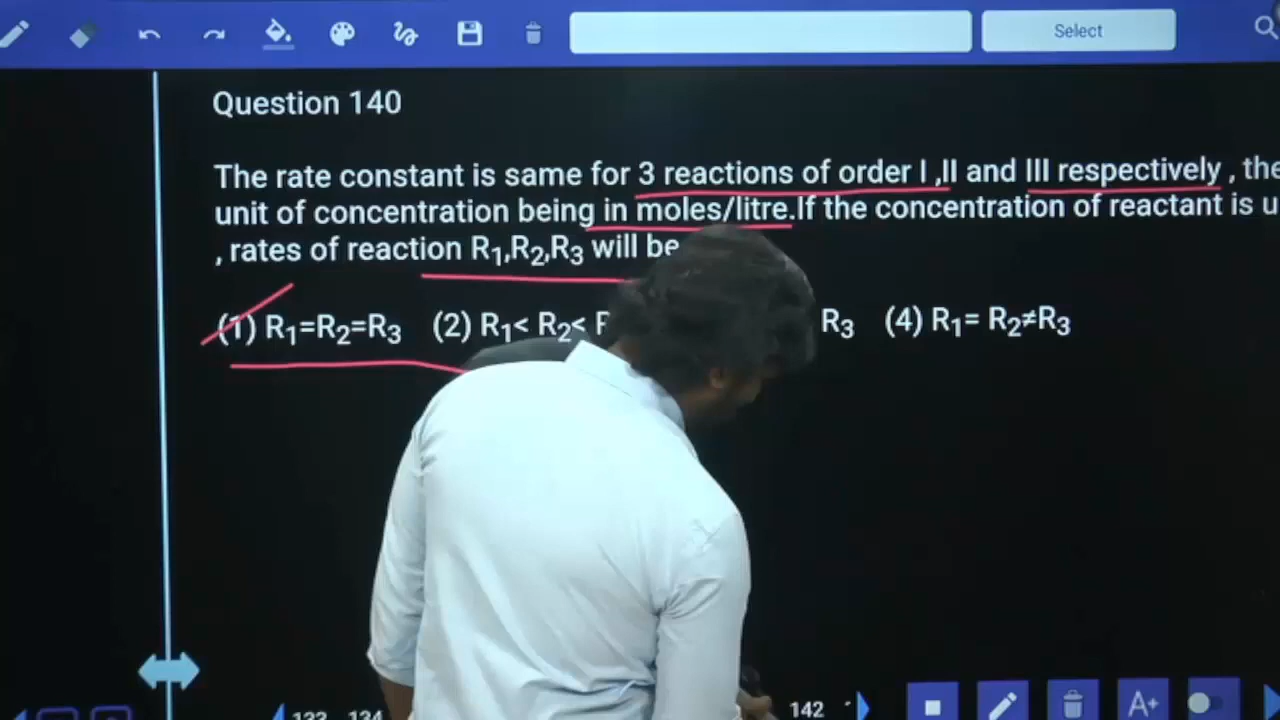 Select
Question 140
The rate constant is same for 3 reactions of order I ,II and III respectively , the
unit of concentration being in moles/litre.If the concentration of reactant is
, rates of reaction R₁,R₂,R₃ will be
(1) R₁=R₂=R₃ (2) R₁< R₂< R₃ (4) R₁= R₂≠R₃
134 142 A+